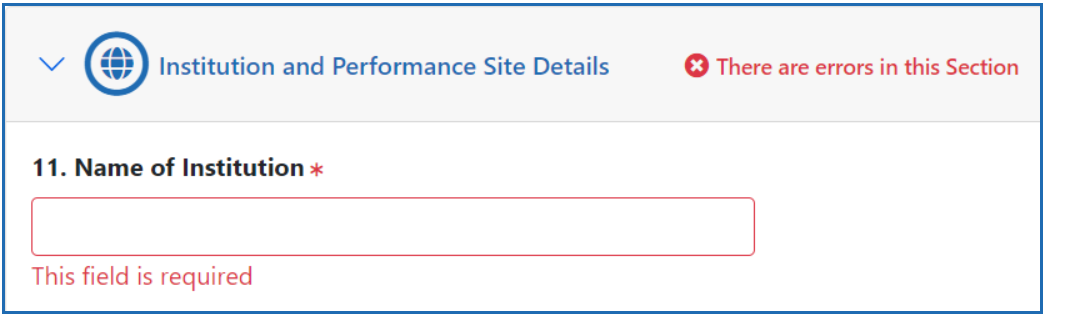 Institution and Performance Site Details
There are errors in this Section
11. Name of Institution *
This field is required